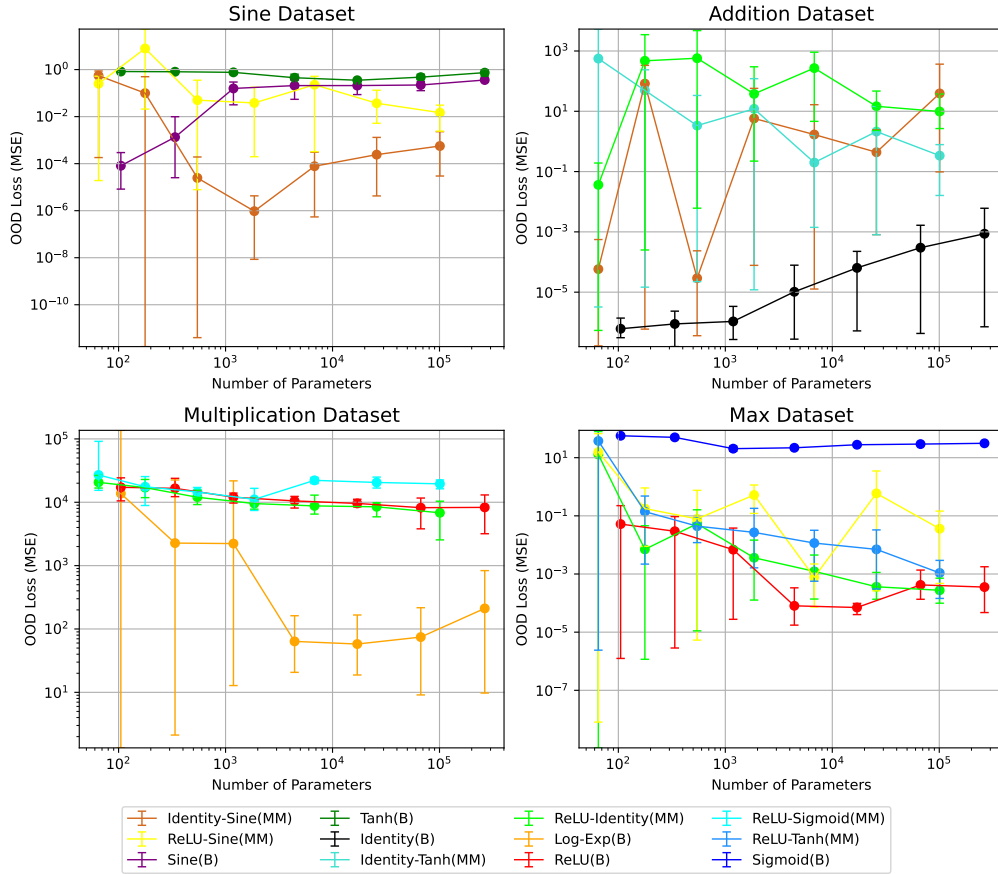 Sine Dataset
OOD Loss (MSE)
10^0
10^−2
10^−4
10^−6
10^−8
10^−10
10^2
10^3
10^4
10^5
Number of Parameters
Addition Dataset
OOD Loss (MSE)
10^3
10^1
10^−1
10^−3
10^−5
10^2
10^3
10^4
10^5
Number of Parameters
Multiplication Dataset
OOD Loss (MSE)
10^5
10^4
10^3
10^2
10^1
10^2
10^3
10^4
10^5
Number of Parameters
Max Dataset
OOD Loss (MSE)
10^1
10^−1
10^−3
10^−5
10^−7
10^2
10^3
10^4
10^5
Number of Parameters
Identity-Sine(MM)
ReLU-Sine(MM)
Sine(B)
Tanh(B)
Identity(B)
Identity-Tanh(MM)
ReLU-Identity(MM)
Log-Exp(B)
ReLU(B)
ReLU-Sigmoid(MM)
ReLU-Tanh(MM)
Sigmoid(B)